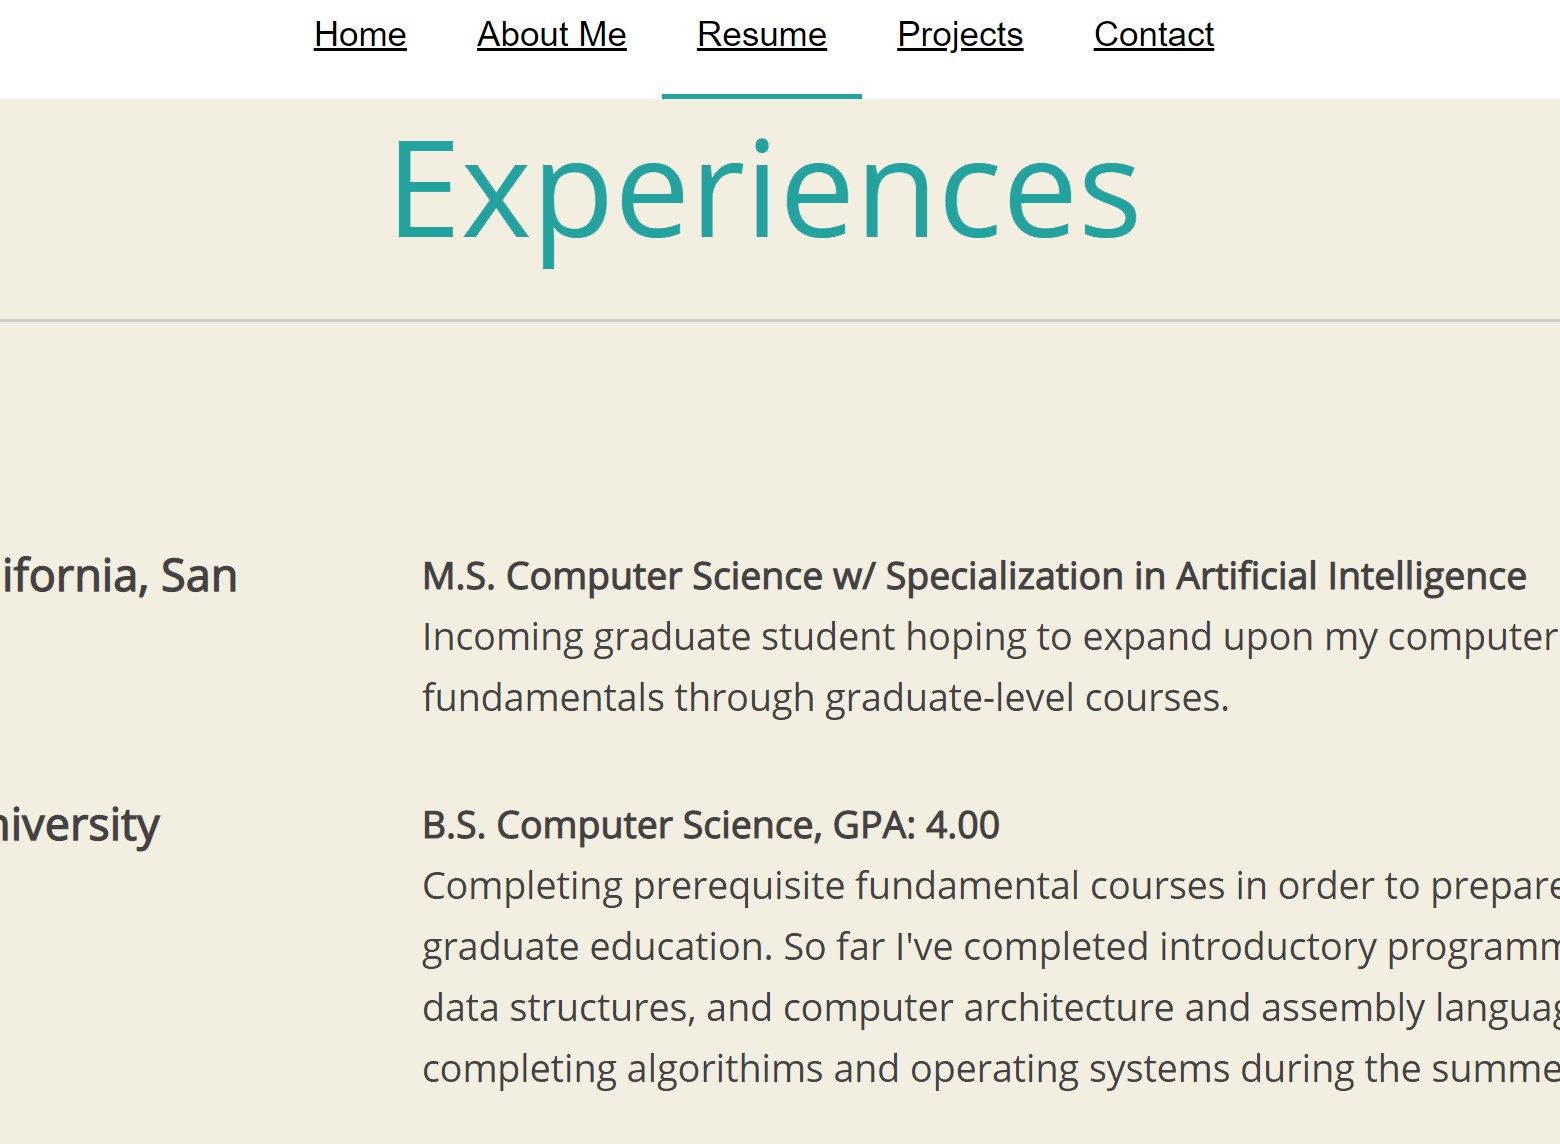 Home About Me Resume Projects Contact
Experiences
ifornia, San
M.S. Computer Science w/ Specialization in Artificial Intelligence
Incoming graduate student hoping to expand upon my computer
fundamentals through graduate-level courses.
niversity
B.S. Computer Science, GPA: 4.00
Completing prerequisite fundamental courses in order to prepare
graduate education. So far I've completed introductory programm
data structures, and computer architecture and assembly languag
completing algorithims and operating systems during the summe